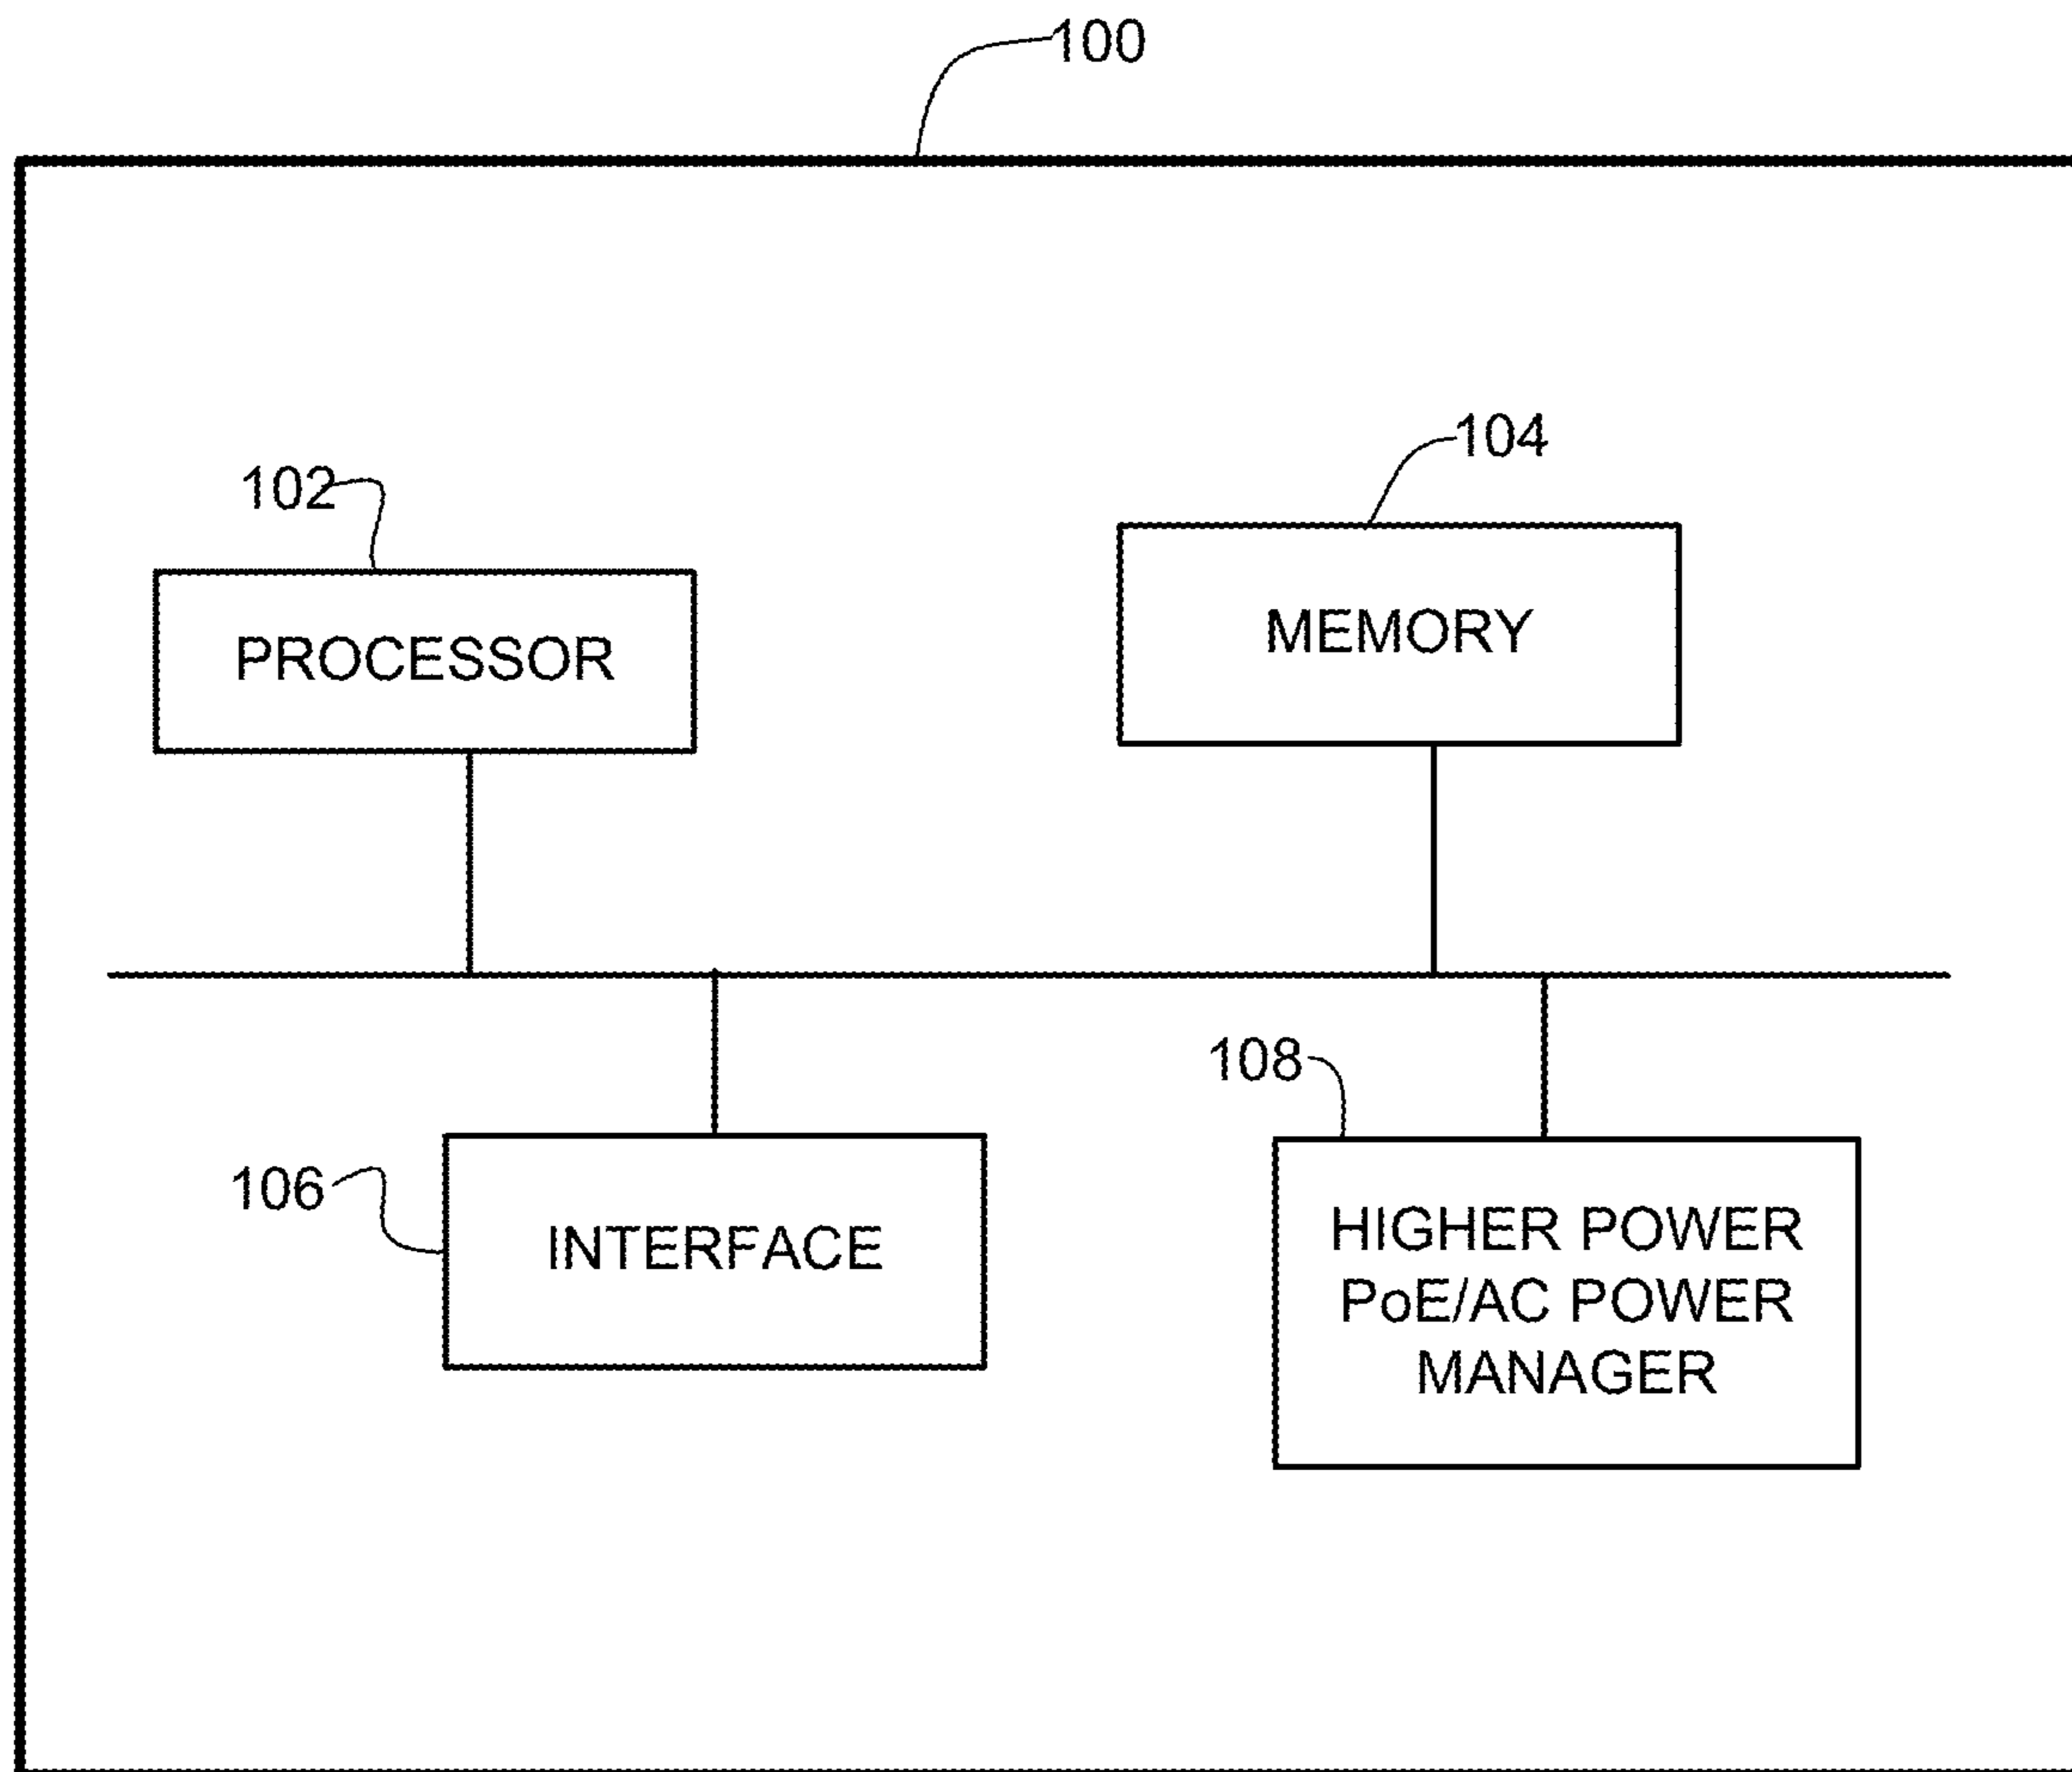 100
104
102
MEMORY
PROCESSOR
108
106
INTERFACE
HIGHER POWER
PoE/AC POWER
MANAGER